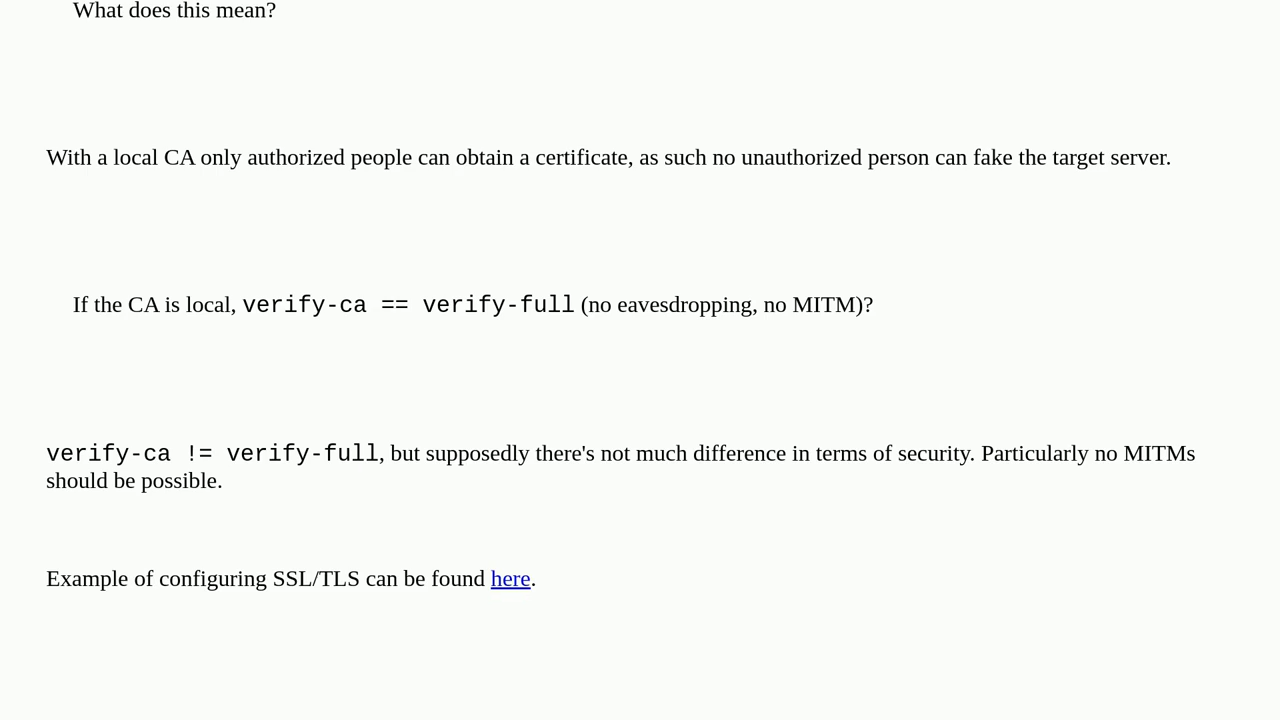 What does this mean?
With a local CA only authorized people can obtain a certificate, as such no unauthorized person can fake the target server.
If the CA is local, verify-ca == verify-full (no eavesdropping, no MITM)?
verify-ca != verify-full, but supposedly there's not much difference in terms of security. Particularly no MITMs
should be possible.
Example of configuring SSL/TLS can be found here.